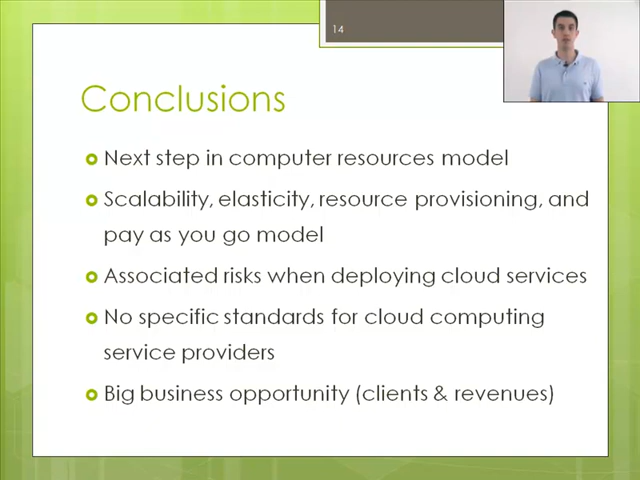 14
Conclusions
Next step in computer resources model
Scalability, elasticity, resource provisioning, and
pay as you go model
Associated risks when deploying cloud services
No specific standards for cloud computing
service providers
Big business opportunity (clients & revenues)